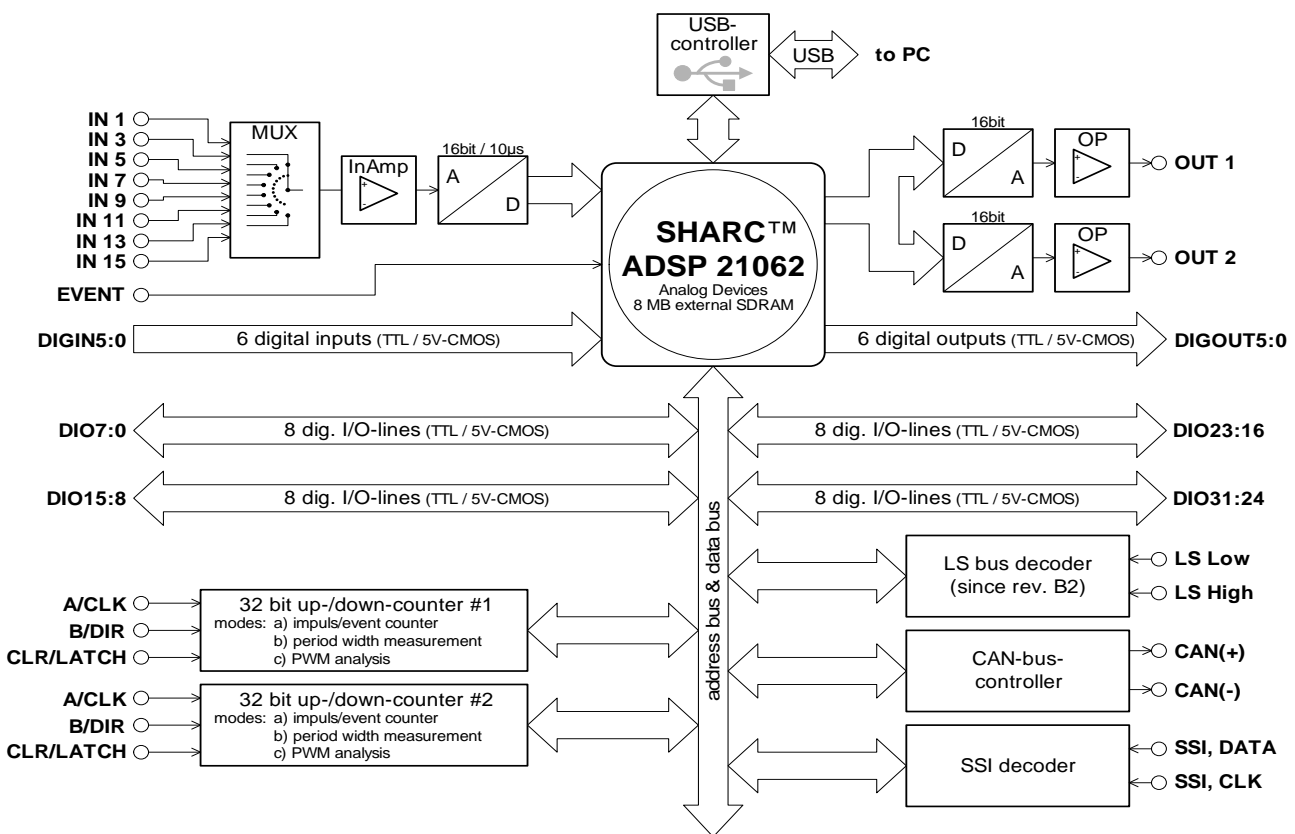 USB-
controller
USB
to PC
IN 1
IN 3
IN 5
IN 7
IN 9
IN 11
IN 13
IN 15
MUX
InAmp
16bit / 10µs
A
D
EVENT
SHARC™
ADSP 21062
Analog Devices
8 MB external SDRAM
16bit
D
A
OP
OUT 1
16bit
D
A
OP
OUT 2
DIGIN5:0
6 digital inputs (TTL / 5V-CMOS)
6 digital outputs (TTL / 5V-CMOS)
DIGOUT5:0
DIO7:0
8 dig. I/O-lines (TTL / 5V-CMOS)
8 dig. I/O-lines (TTL / 5V-CMOS)
DIO23:16
DIO15:8
8 dig. I/O-lines (TTL / 5V-CMOS)
8 dig. I/O-lines (TTL / 5V-CMOS)
DIO31:24
address bus & data bus
LS bus decoder
(since rev. B2)
LS Low
LS High
A/CLK
B/DIR
CLR/LATCH
32 bit up-/down-counter #1
modes: a) impuls/event counter
b) period width measurement
c) PWM analysis
CAN-bus-
controller
CAN(+)
CAN(-)
A/CLK
B/DIR
CLR/LATCH
32 bit up-/down-counter #2
modes: a) impuls/event counter
b) period width measurement
c) PWM analysis
SSI decoder
SSI, DATA
SSI, CLK